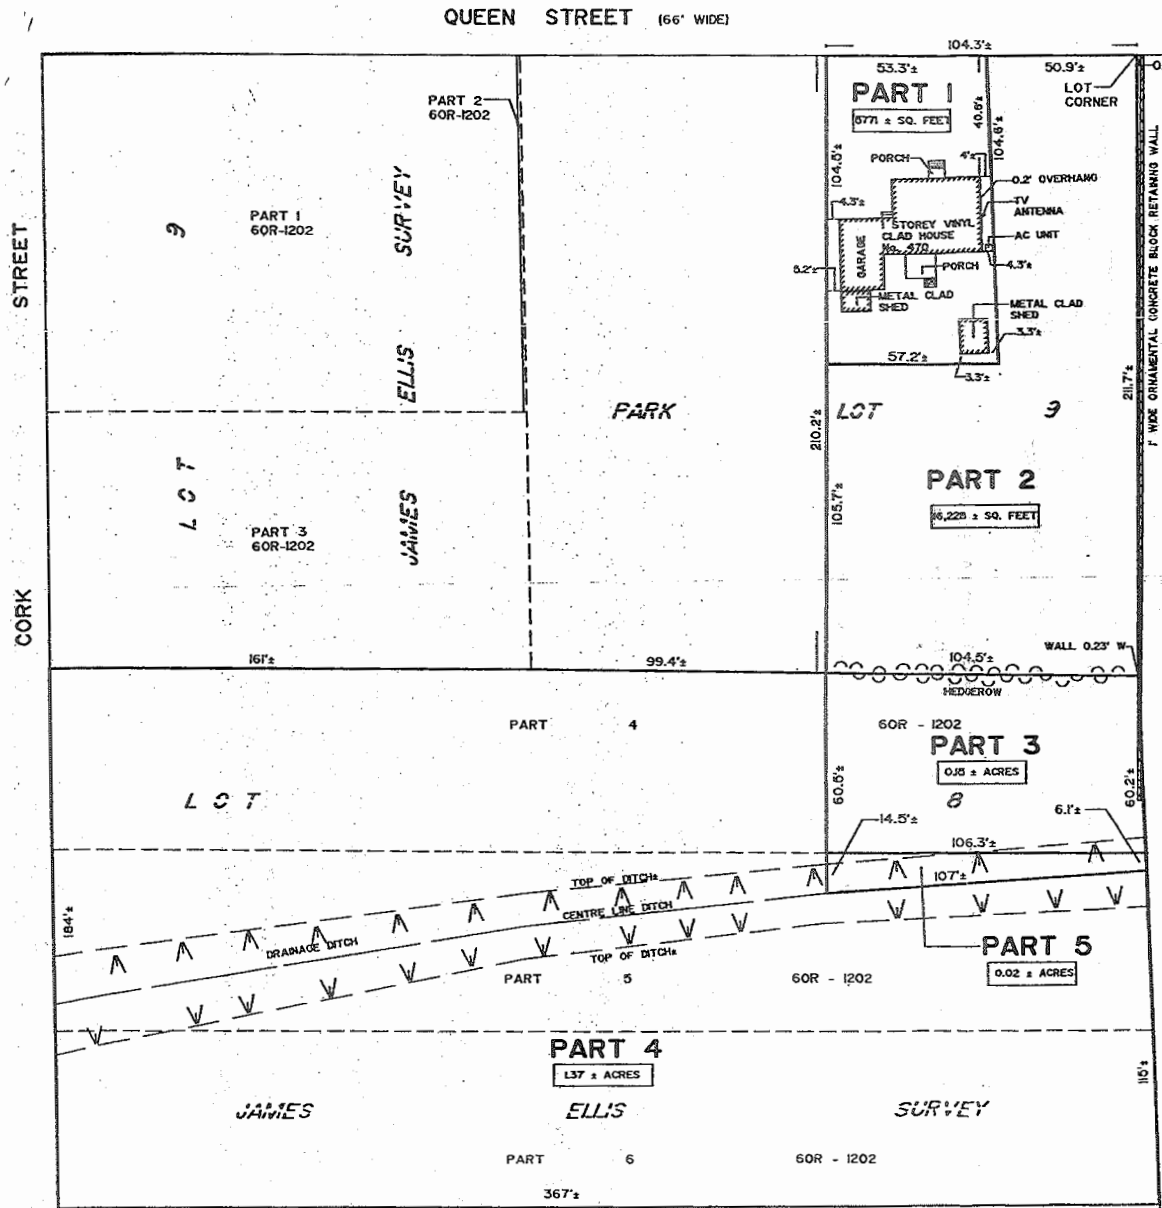 QUEEN STREET (66' WIDE)
104.3'±
53.3'±
50.9'±
LOT
CORNER
PART 1
± SQ. FEET
PART 2
60R-1202
40.6'±
104.6'±
104.5'±
PORCH
4'±
0.2' OVERHANG
TV
ANTENNA
AC UNIT
4.3'±
4.3'±
1 STOREY VINYL
CLAD HOUSE
No. 470
GARAGE
PORCH
5.2'±
METAL CLAD
SHED
METAL CLAD
SHED
3.3'±
3.3'±
57.2'±
1' WIDE ORNAMENTAL CONCRETE BLOCK RETAINING WALL
STREET
CORK
9
PART 1
60R-1202
SURVEY
ELLIS
JAMES
LOT
PART 3
60R-1202
PARK
LOT 9
210.2'±
211.7'±
105.7'±
PART 2
16,228 ± SQ. FEET
161'±
99.4'±
104.5'±
WALL 0.23' W
HEDGEROW
PART 4
60R - 1202
PART 3
0.15 ± ACRES
60.5'±
60.2'±
LOT
8
14.5'±
6.1'±
106.3'±
107'±
184'±
TOP OF DITCH±
CENTRE LINE DITCH
DRAINAGE DITCH
TOP OF DITCH±
PART 5
0.02 ± ACRES
PART 5
60R - 1202
PART 4
1.37 ± ACRES
115'±
JAMES ELLIS SURVEY
PART 6
60R - 1202
367'±